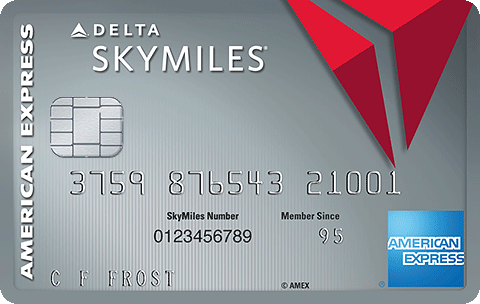 AMERICAN EXPRESS
DELTA
SKYMILES®
3759 876543 21001
SkyMiles Number Member Since
0123456789 95
C F FROST
© AMEX
AMERICAN
EXPRESS
®